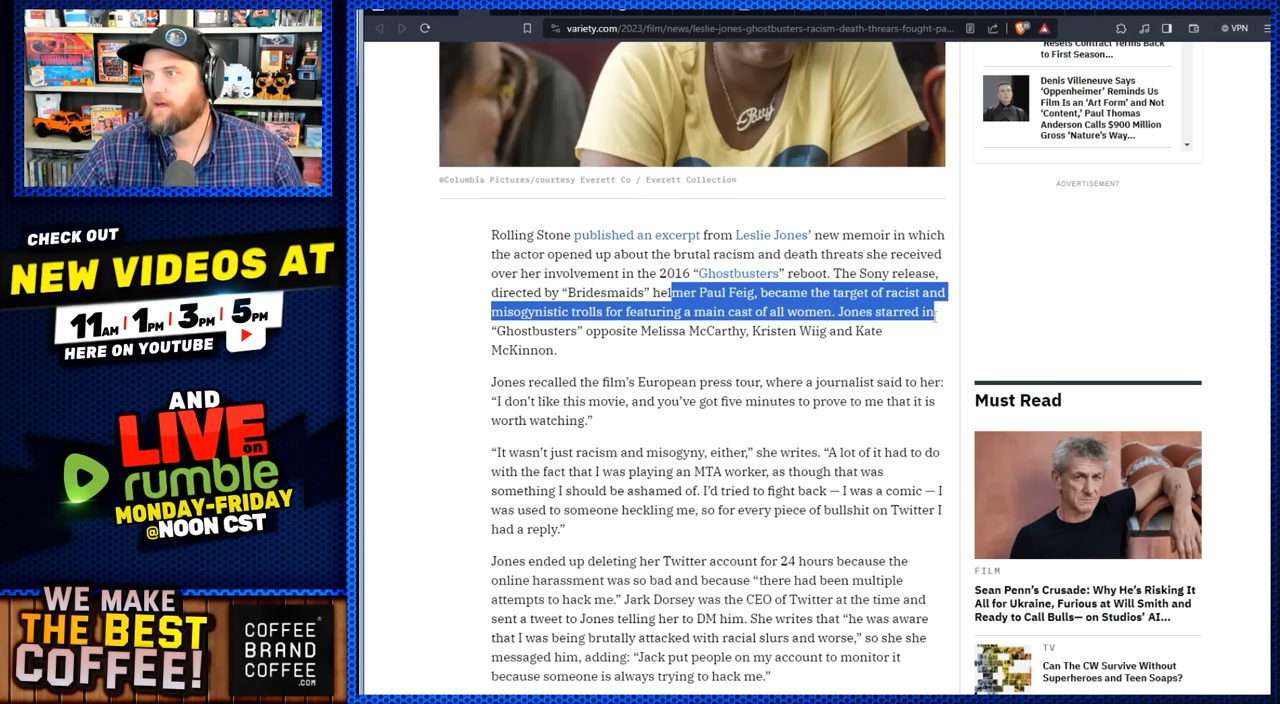 CHECK OUT
NEW VIDEOS AT
11AM | 1PM | 3PM | 5PM
HERE ON YOUTUBE
AND
LIVE on
rumble
MONDAY-FRIDAY
@NOON CST
WE MAKE
THE BEST
COFFEE!
COFFEE
BRAND
COFFEE
.COM
variety.com/2023/film/news/leslie-jones-ghostbusters-racism-death-threars-fought-pa...
VPN
©Columbia Pictures/courtesy Everett Co / Everett Collection
Rolling Stone published an excerpt from Leslie Jones’ new memoir in which
the actor opened up about the brutal racism and death threats she received
over her involvement in the 2016 “Ghostbusters” reboot. The Sony release,
directed by “Bridesmaids” helmer Paul Feig, became the target of racist and
misogynistic trolls for featuring a main cast of all women. Jones starred in
“Ghostbusters” opposite Melissa McCarthy, Kristen Wiig and Kate
McKinnon.
Jones recalled the film’s European press tour, where a journalist said to her:
“I don’t like this movie, and you’ve got five minutes to prove to me that it is
worth watching.”
“It wasn’t just racism and misogyny, either,” she writes. “A lot of it had to do
with the fact that I was playing an MTA worker, as though that was
something I should be ashamed of. I’d tried to fight back — I was a comic — I
was used to someone heckling me, so for every piece of bullshit on Twitter I
had a reply.”
Jones ended up deleting her Twitter account for 24 hours because the
online harassment was so bad and because “there had been multiple
attempts to hack me.” Jark Dorsey was the CEO of Twitter at the time and
sent a tweet to Jones telling her to DM him. She writes that “he was aware
that I was being brutally attacked with racial slurs and worse,” so she she
messaged him, adding: “Jack put people on my account to monitor it
because someone is always trying to hack me.”
‘Resets Contract Terms Back
to First Season...
Denis Villeneuve Says
‘Oppenheimer’ Reminds Us
Film Is an ‘Art Form’ and Not
‘Content,’ Paul Thomas
Anderson Calls $900 Million
Gross ‘Nature’s Way...
ADVERTISEMENT
Must Read
FILM
Sean Penn’s Crusade: Why He’s Risking It
All for Ukraine, Furious at Will Smith and
Ready to Call Bulls— on Studios’ AI...
TV
Can The CW Survive Without
Superheroes and Teen Soaps?